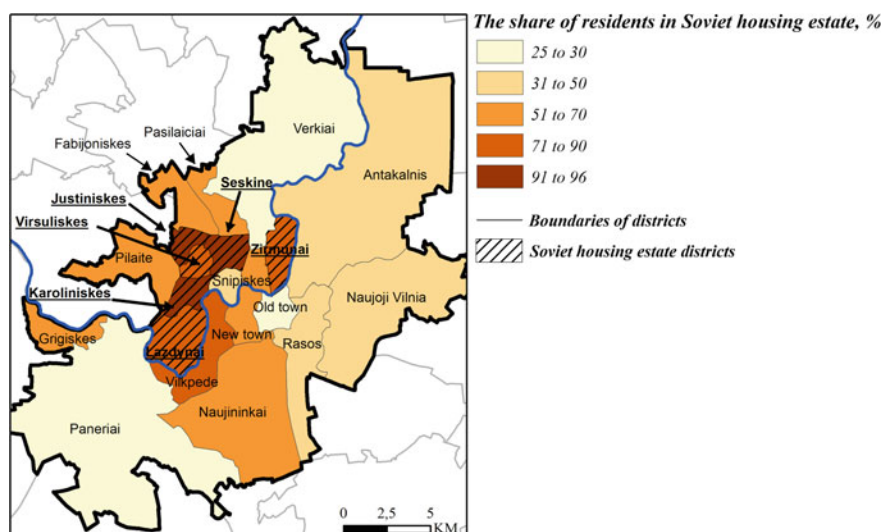 The share of residents in Soviet housing estate, %
25 to 30
31 to 50
51 to 70
71 to 90
91 to 96
Boundaries of districts
Soviet housing estate districts
Verkiai
Pasilaiciai
Fabijoniskes
Antakalnis
Seskine
Justiniskes
Virsuliskes
Zirmunai
Pilaite
Snipiskes
Naujoji Vilnia
Karoliniskes
Old town
Grigiskes
New town
Rasos
Lazdynai
Vilkpede
Naujininkai
Paneriai
0 2,5 5
KM